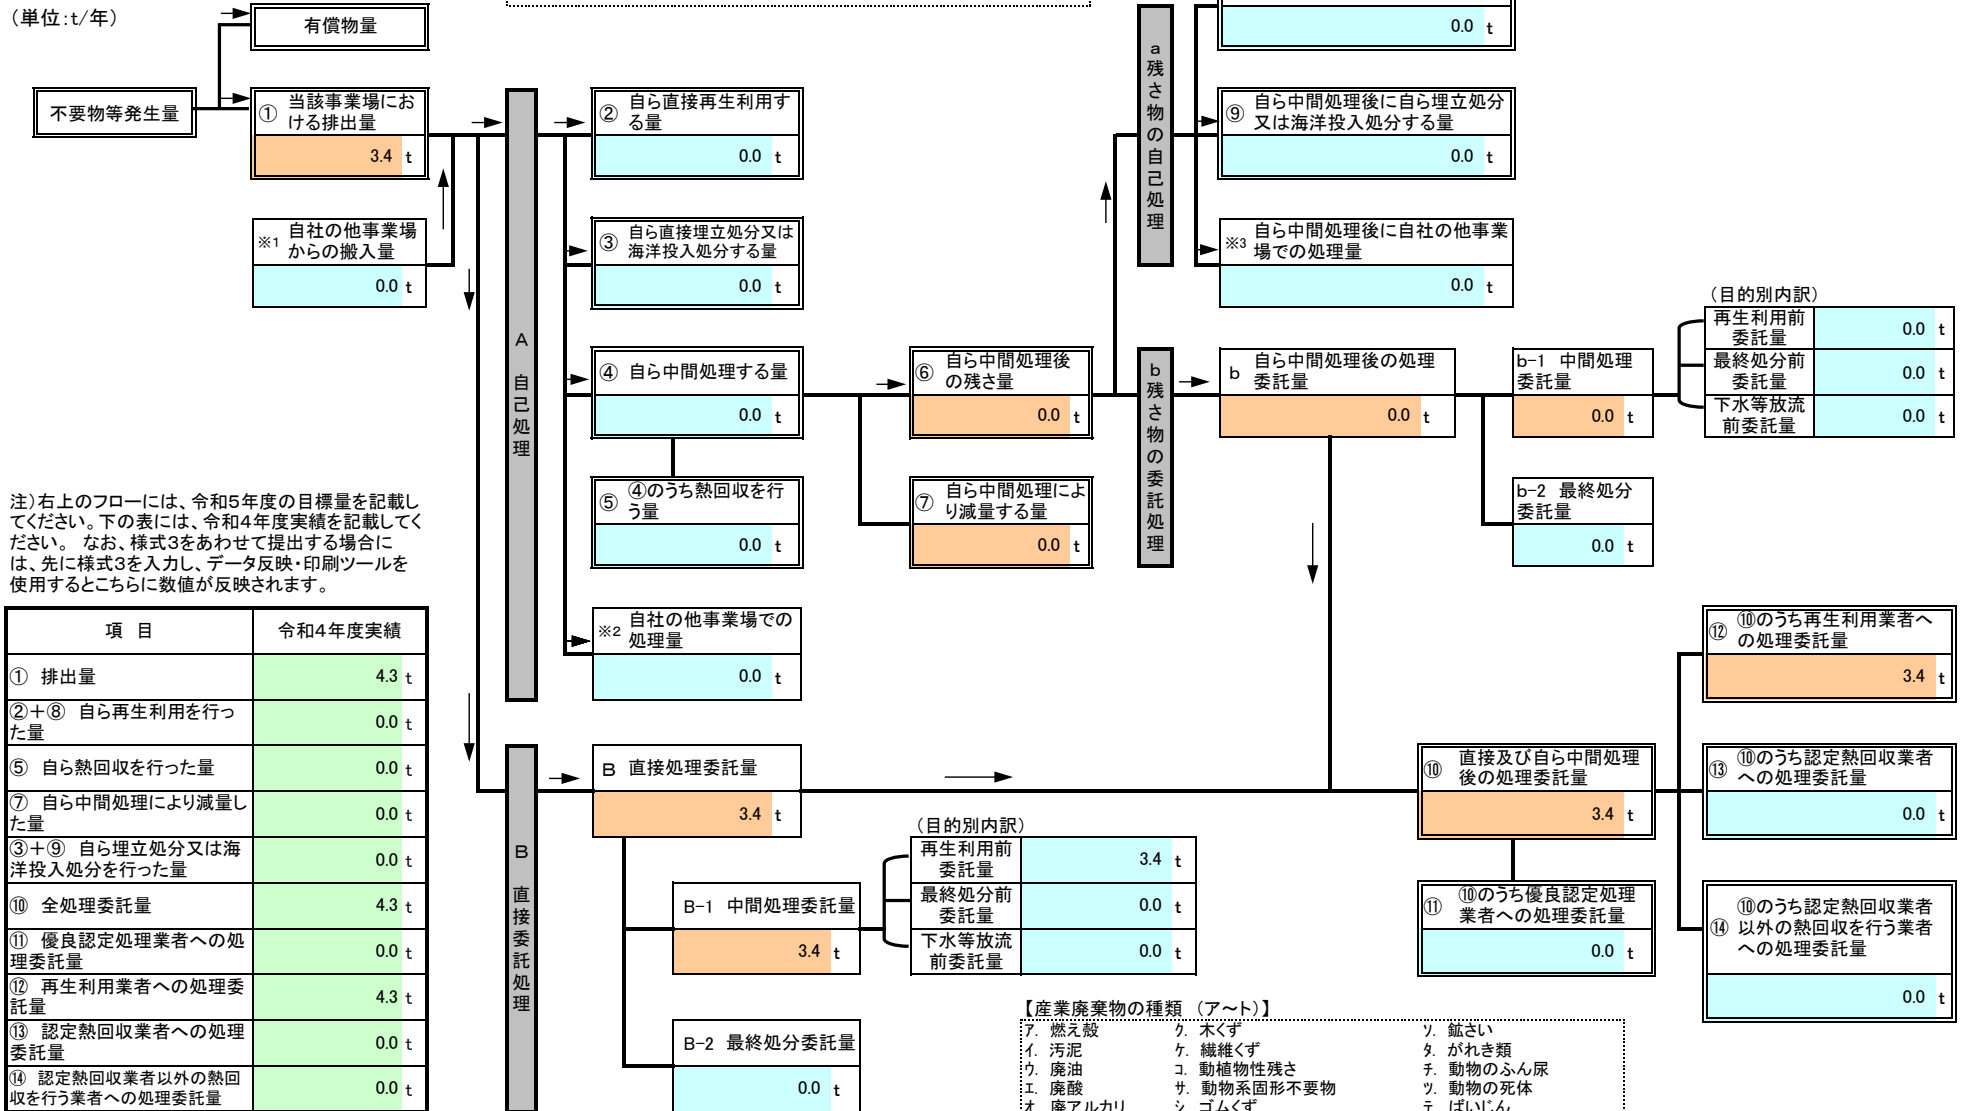 (単位:t/年)
有償物量
不要物等発生量
① 当該事業場にお
ける排出量
3.4 t
※1 自社の他事業場
からの搬入量
0.0 t
A 自己処理
② 自ら直接再生利用す
る量
0.0 t
③ 自ら直接埋立処分又は
海洋投入処分する量
0.0 t
④ 自ら中間処理する量
0.0 t
⑤ ④のうち熱回収を行
う量
0.0 t
※2 自社の他事業場での
処理量
0.0 t
⑥ 自ら中間処理後
の残さ量
0.0 t
⑦ 自ら中間処理によ
り減量する量
0.0 t
a 残さ物の自己処理
0.0 t
⑨ 自ら中間処理後に自ら埋立処分
又は海洋投入処分する量
0.0 t
※3 自ら中間処理後に自社の他事業
場での処理量
0.0 t
b 残さ物の委託処理
b 自ら中間処理後の処理
委託量
0.0 t
b-1 中間処理
委託量
0.0 t
(目的別内訳)
再生利用前
委託量
0.0 t
最終処分前
委託量
0.0 t
下水等放流
前委託量
0.0 t
b-2 最終処分
委託量
0.0 t
注)右上のフローには、令和5年度の目標量を記載し
てください。下の表には、令和4年度実績を記載してく
ださい。 なお、様式3をあわせて提出する場合に
は、先に様式3を入力し、データ反映・印刷ツールを
使用するとこちらに数値が反映されます。
項 目 令和4年度実績
① 排出量 4.3 t
②+⑧ 自ら再生利用を行っ
た量 0.0 t
⑤ 自ら熱回収を行った量 0.0 t
⑦ 自ら中間処理により減量し
た量 0.0 t
③+⑨ 自ら埋立処分又は海
洋投入処分を行った量 0.0 t
⑩ 全処理委託量 4.3 t
⑪ 優良認定処理業者への処
理委託量 0.0 t
⑫ 再生利用業者への処理委
託量 4.3 t
⑬ 認定熱回収業者への処理
委託量 0.0 t
⑭ 認定熱回収業者以外の熱回
収を行う業者への処理委託量 0.0 t
B 直接委託処理
B 直接処理委託量
3.4 t
B-1 中間処理委託量
3.4 t
(目的別内訳)
再生利用前
委託量
3.4 t
最終処分前
委託量
0.0 t
下水等放流
前委託量
0.0 t
B-2 最終処分委託量
0.0 t
⑩ 直接及び自ら中間処理
後の処理委託量
3.4 t
⑪ ⑩のうち優良認定処理
業者への処理委託量
0.0 t
⑫ ⑩のうち再生利用業者へ
の処理委託量
3.4 t
⑬ ⑩のうち認定熱回収業者
への処理委託量
0.0 t
⑭ ⑩のうち認定熱回収業者
以外の熱回収を行う業者
への処理委託量
0.0 t
【産業廃棄物の種類 (ア~ト)】
ア. 燃え殻 ク. 木くず ソ. 鉱さい
イ. 汚泥 ケ. 繊維くず タ. がれき類
ウ. 廃油 コ. 動植物性残さ チ. 動物のふん尿
エ. 廃酸 サ. 動物系固形不要物 ツ. 動物の死体
オ. 廃アルカリ シ. ゴムくず テ. ばいじん